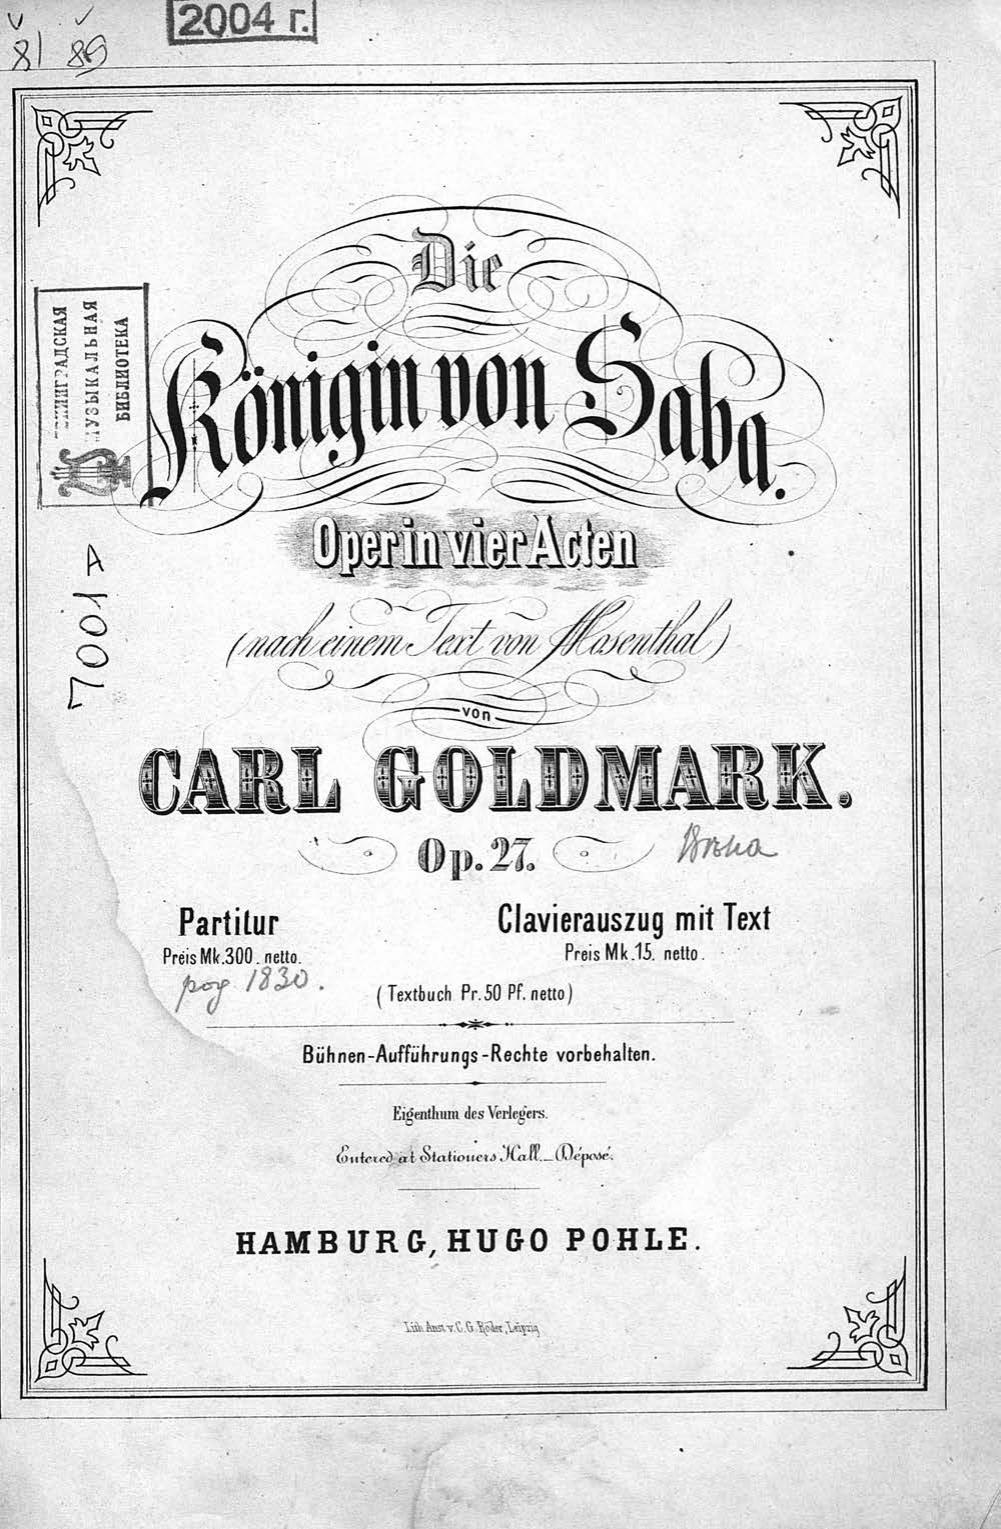 2004 г.
81 89
ЛЕНИНГРАДСКАЯ
МУЗЫКАЛЬНАЯ
БИБЛИОТЕКА
7001 A
Die
Königin von Saba.
Oper in vier Acten
(nach einem Text von Mosenthal)
von
CARL GOLDMARK.
Op. 27.
Partitur
Preis Mk. 300. netto.
род. 1830.
Clavierauszug mit Text
Preis Mk. 15. netto.
(Textbuch Pr. 50 Pf. netto)
Bühnen-Aufführungs-Rechte vorbehalten.
Eigenthum des Verlegers.
Entered at Stationers Hall._Déposé.
HAMBURG, HUGO POHLE.
Lith. Anst. v. C. G. Röder, Leipzig